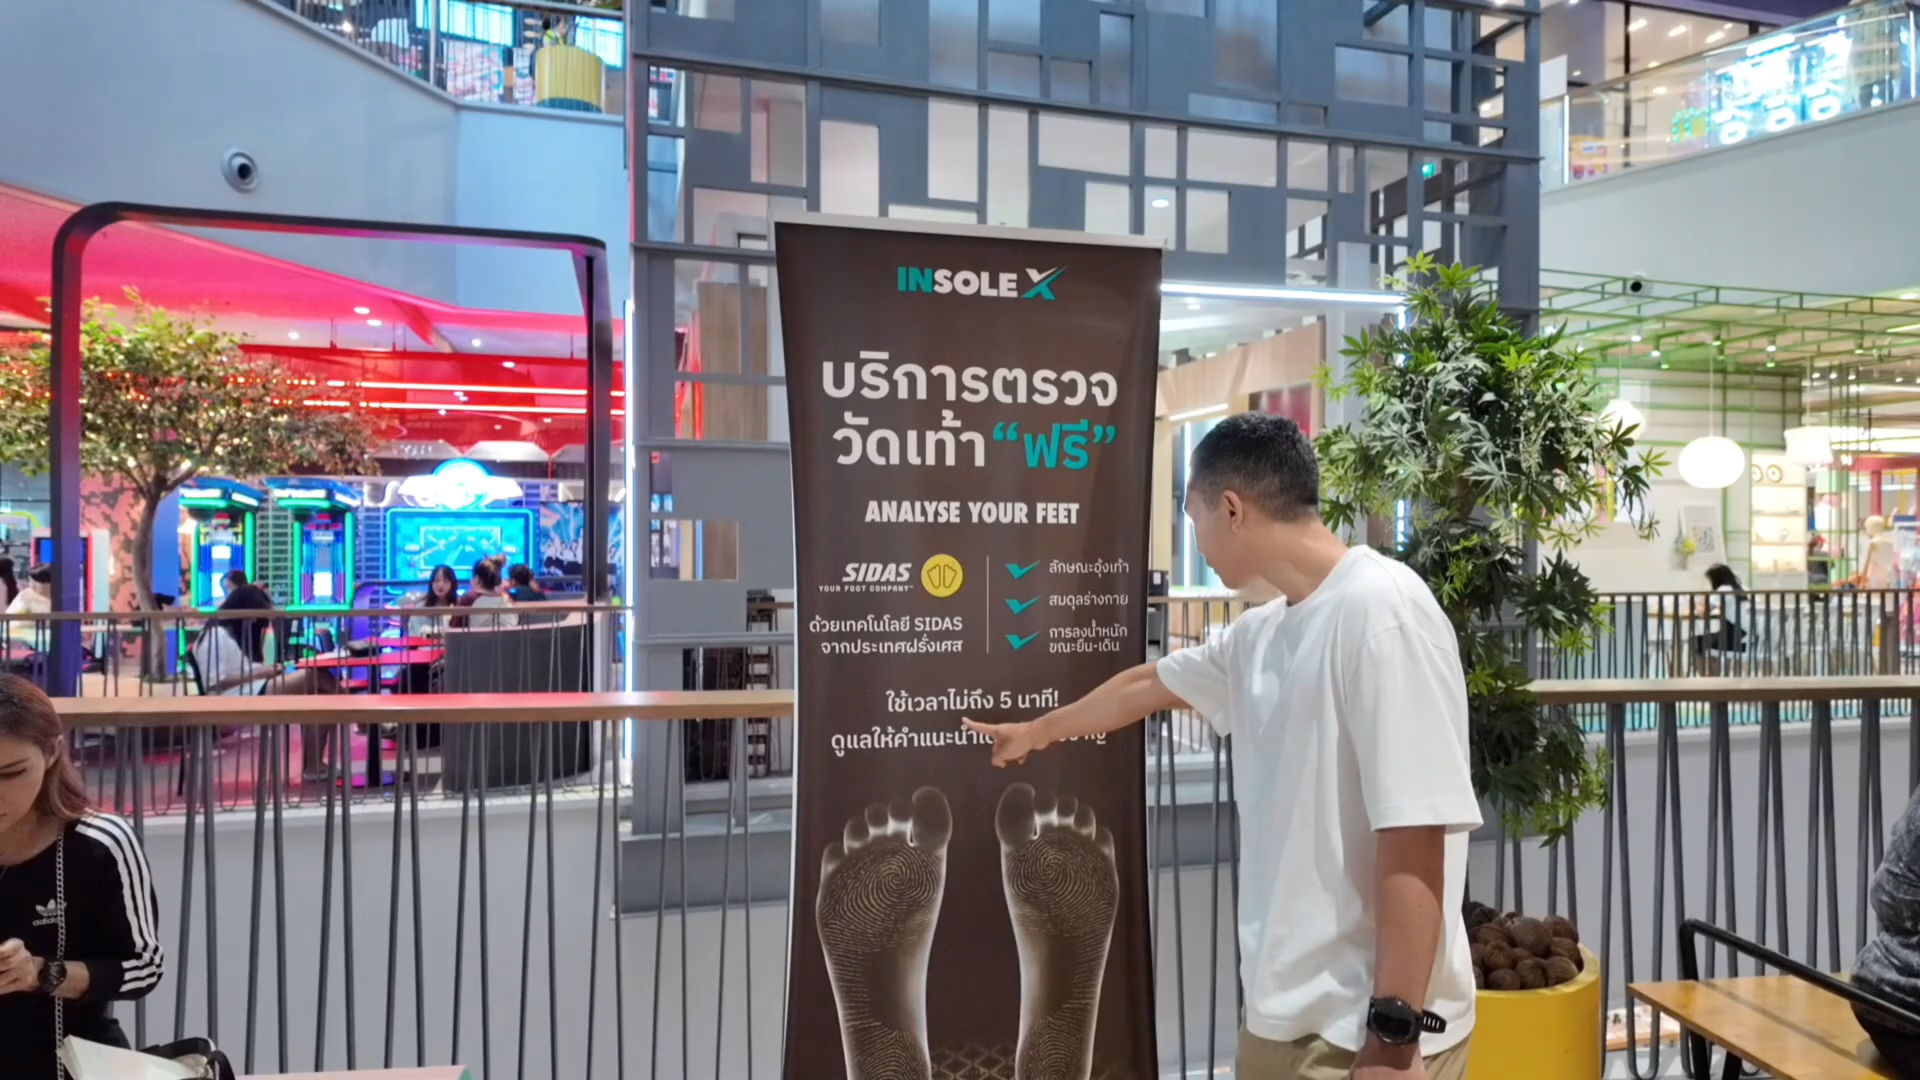 INSOLE X
บริการตรวจ
วัดเท้า “ฟรี”
ANALYSE YOUR FEET
SIDAS
YOUR FOOT COMPANY
ด้วยเทคโนโลยี SIDAS
จากประเทศฝรั่งเศส
ลักษณะอุ้งเท้า
สมดุลร่างกาย
การลงน้ำหนัก
ขณะยืน-เดิน
ใช้เวลาไม่ถึง 5 นาที!
ดูแลให้คำแนะนำ
adidas